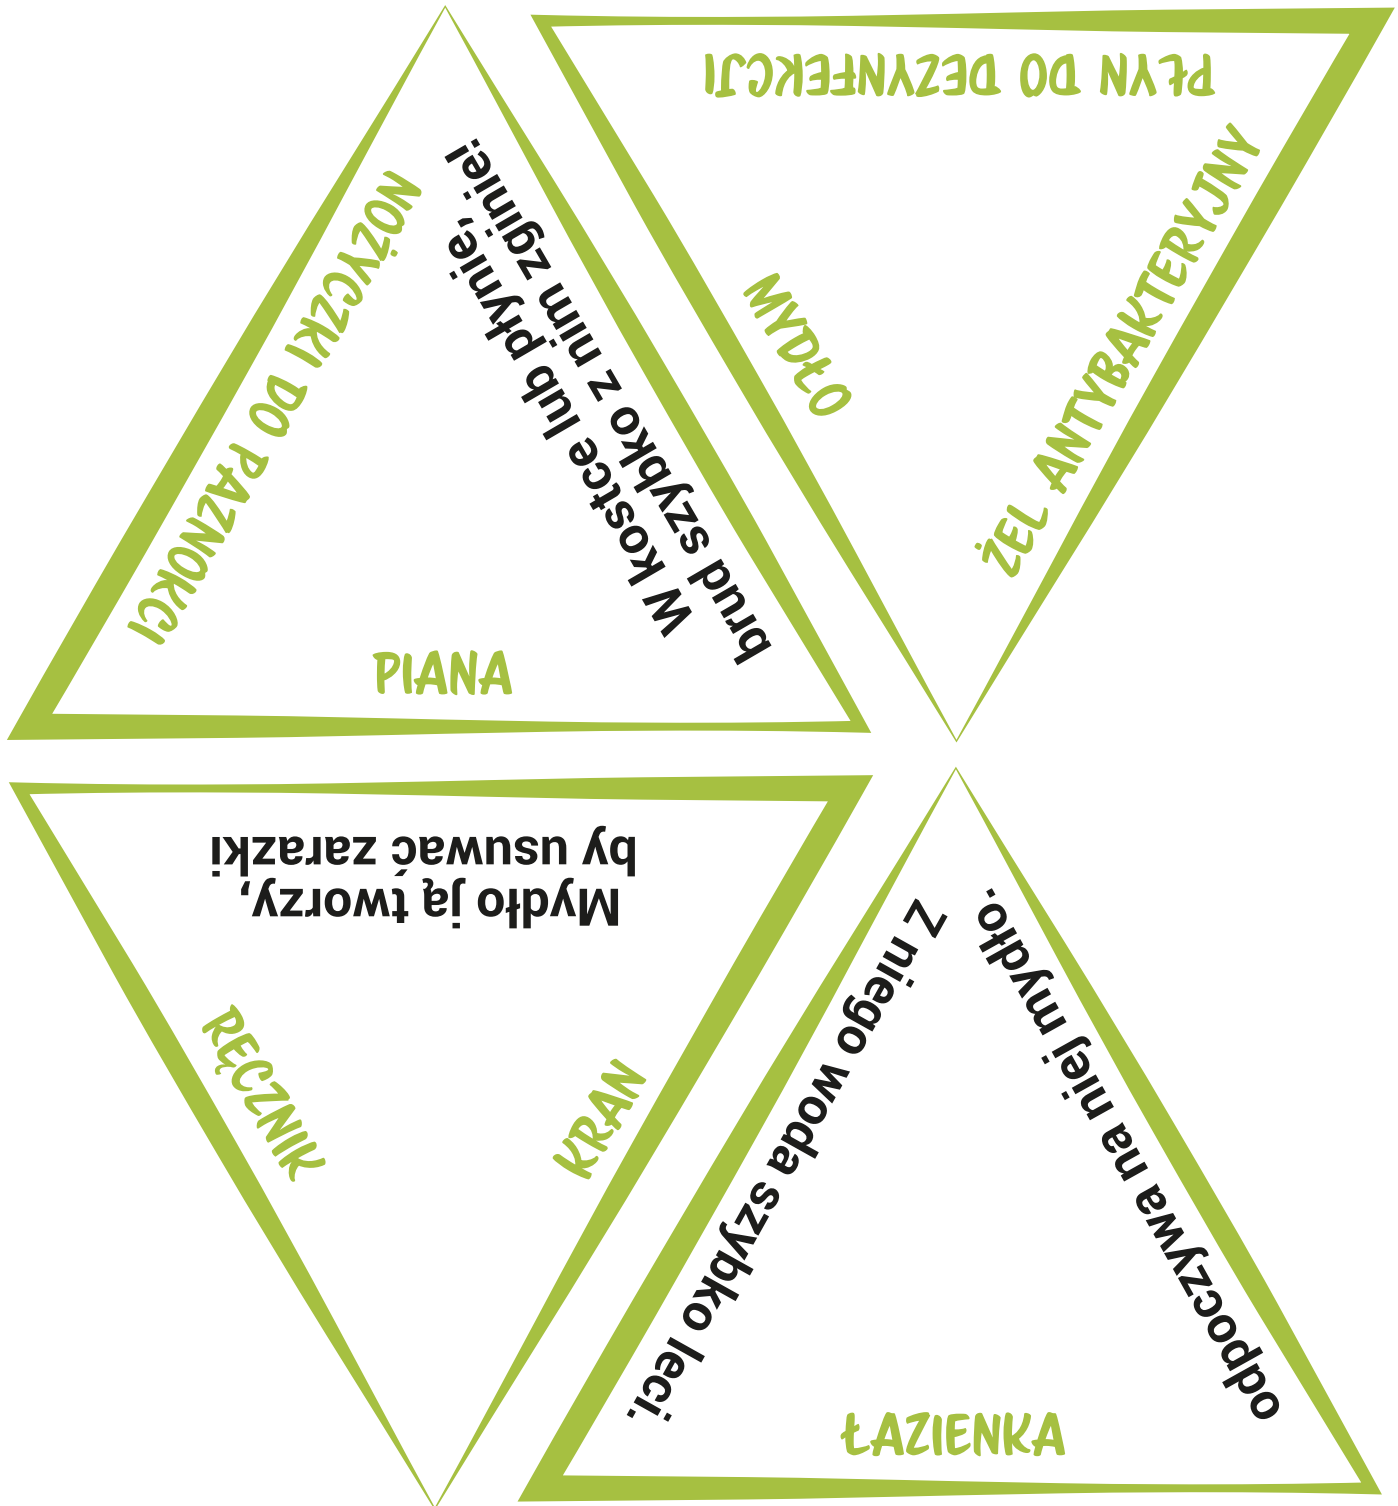 NOŻYCZKI DO PAZNOKCI
W kostce lub płynie,
brud szybko z nim zginie!
PIANA
PŁYN DO DEZYNFEKCJI
MYDŁO
ŻEL ANTYBAKTERYJNY
Mydło ją tworzy,
by usuwać zarazki
RĘCZNIK
KRAN
Z niego woda szybko leci.
odpoczywa na niej mydło.
ŁAZIENKA